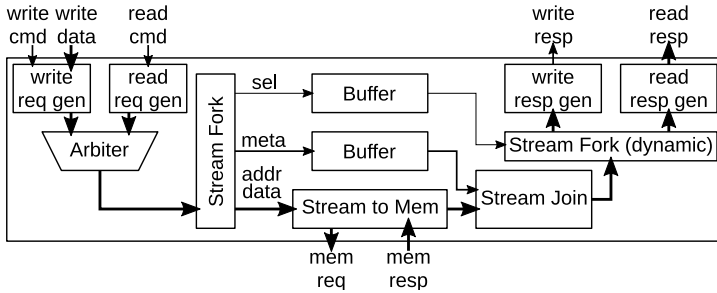 write
cmd
write
data
read
cmd
write
resp
read
resp
write
req gen
read
req gen
write
resp gen
read
resp gen
Arbiter
Stream Fork
sel
Buffer
meta
Buffer
Stream Fork (dynamic)
addr
data
Stream to Mem
Stream Join
mem
req
mem
resp